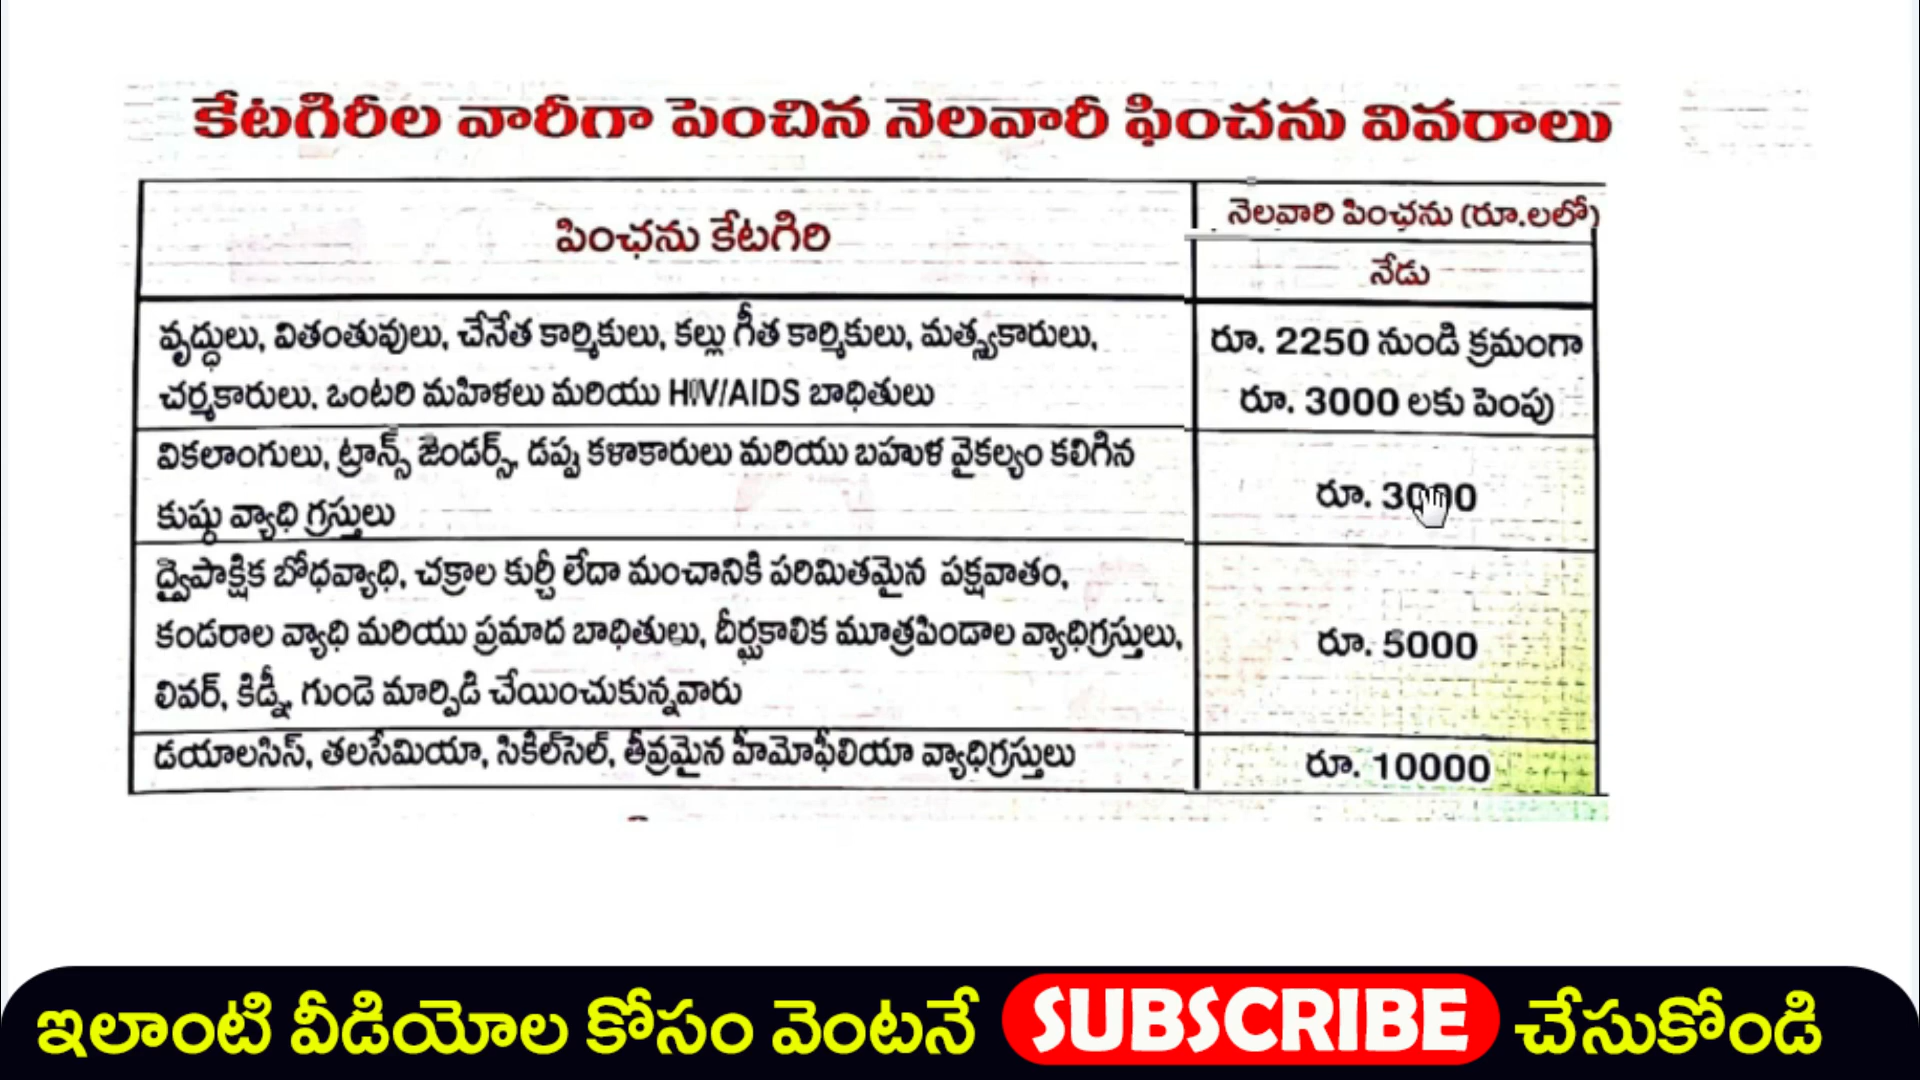 కేటగిరీల వారీగా పెంచిన నెలవారీ ఫించను వివరాలు
పింఛను కేటగిరి
నెలవారి పింఛను (రూ.లలో)
నేడు
వృద్ధులు, వితంతువులు, చేనేత కార్మికులు, కల్లు గీత కార్మికులు, మత్స్యకారులు,
చర్మకారులు. ఒంటరి మహిళలు మరియు HIV/AIDS బాధితులు
రూ. 2250 నుండి క్రమంగా
రూ. 3000 లకు పెంపు
వికలాంగులు, ట్రాన్స్ జెండర్స్, డప్పు కళాకారులు మరియు బహుళ వైకల్యం కలిగిన
కుష్ఠు వ్యాధి గ్రస్తులు
రూ. 3000
ద్వైపాక్షిక బోధవ్యాధి, చక్రాల కుర్చీ లేదా మంచానికి పరిమితమైన పక్షవాతం,
కండరాల వ్యాధి మరియు ప్రమాద బాధితులు, దీర్ఘకాలిక మూత్రపిండాల వ్యాధిగ్రస్తులు,
లివర్, కిడ్నీ, గుండె మార్పిడి చేయించుకున్నవారు
రూ. 5000
డయాలసిస్, తలసేమియా, సికిల్‌సెల్, తీవ్రమైన హీమోఫీలియా వ్యాధిగ్రస్తులు
రూ. 10000
ఇలాంటి వీడియోల కోసం వెంటనే SUBSCRIBE చేసుకోండి